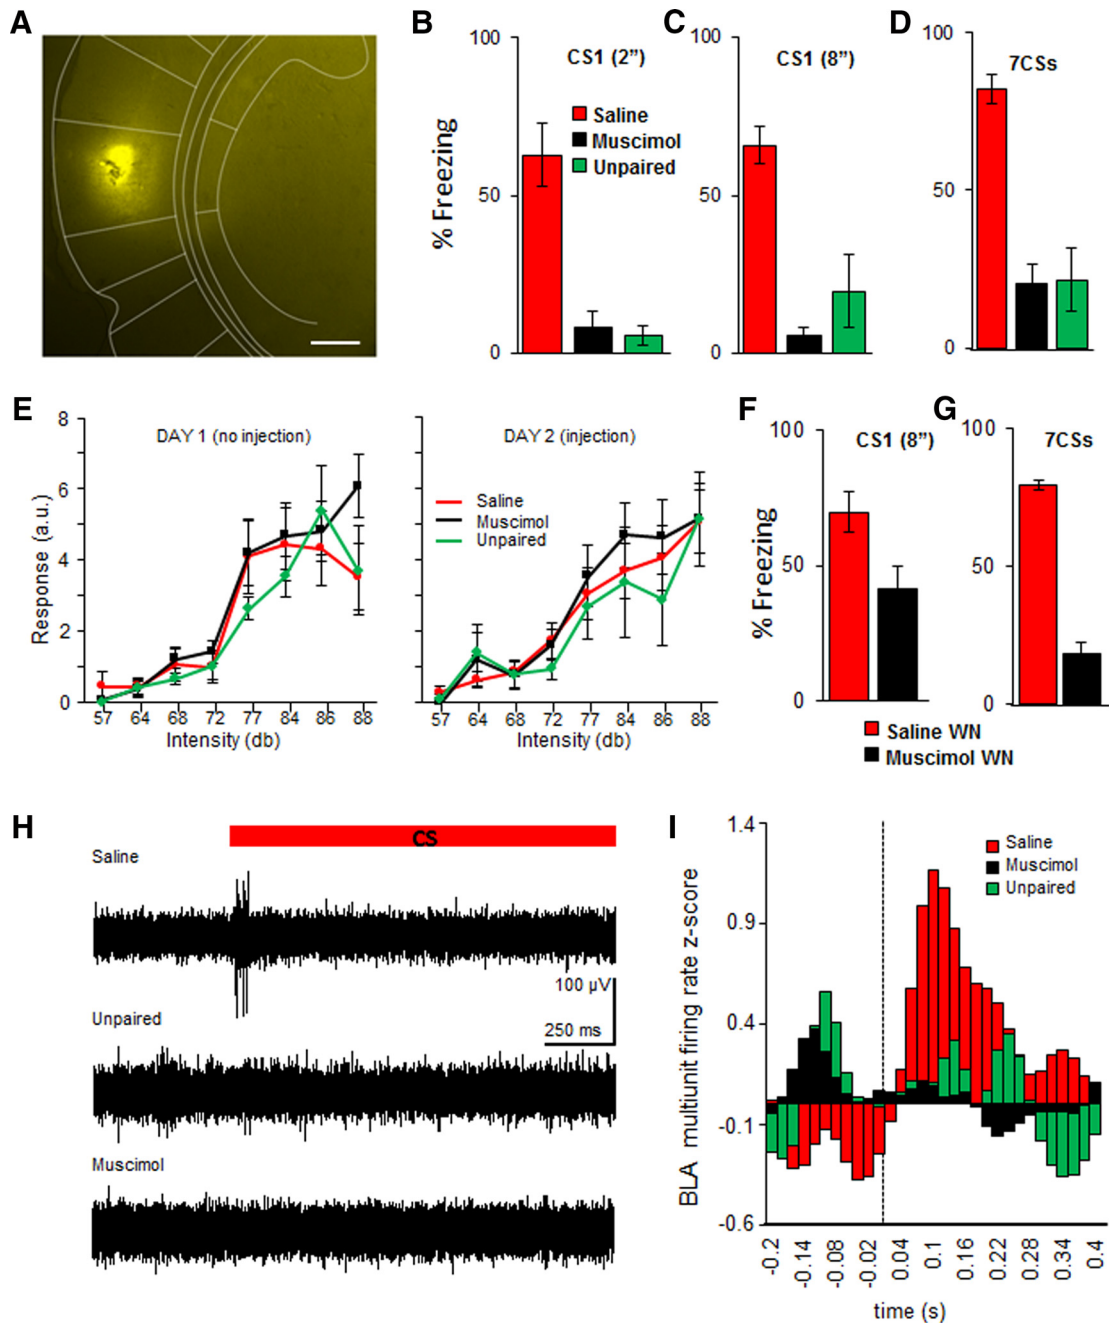 A
B
C
D
100
CS1 (2”)
Saline
Muscimol
Unpaired
50
0
% Freezing
100
CS1 (8”)
50
0
100
7CSs
50
0
E
8
6
4
2
0
Response (a.u.)
DAY 1 (no injection)
57 64 68 72 77 84 86 88
Intensity (db)
DAY 2 (injection)
Saline
Muscimol
Unpaired
57 64 68 72 77 84 86 88
Intensity (db)
F
100
CS1 (8”)
50
0
% Freezing
G
100
7CSs
50
0
Saline WN
Muscimol WN
H
CS
Saline
100 µV
250 ms
Unpaired
Muscimol
I
1.4
0.9
0.4
-0.1
-0.6
BLA multiunit firing rate z-score
Saline
Muscimol
Unpaired
-0.2 -0.14 -0.08 -0.02 0.04 0.1 0.16 0.22 0.28 0.34 0.4
time (s)